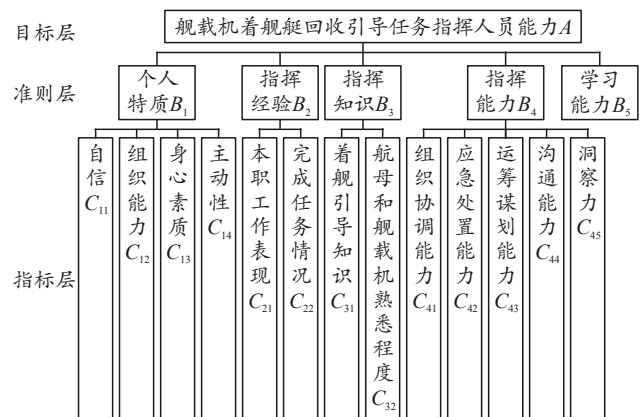 目标层
舰载机着舰艇回收引导任务指挥人员能力A
准则层
个人特质B₁
指挥经验B₂
指挥知识B₃
指挥能力B₄
学习能力B₅
指标层
自信C₁₁
组织能力C₁₂
身心素质C₁₃
主动性C₁₄
本职工作表现C₂₁
完成任务情况C₂₂
着舰引导知识C₃₁
航母和舰载机熟悉程度C₃₂
组织协调能力C₄₁
应急处置能力C₄₂
运筹谋划能力C₄₃
沟通能力C₄₄
洞察力C₄₅